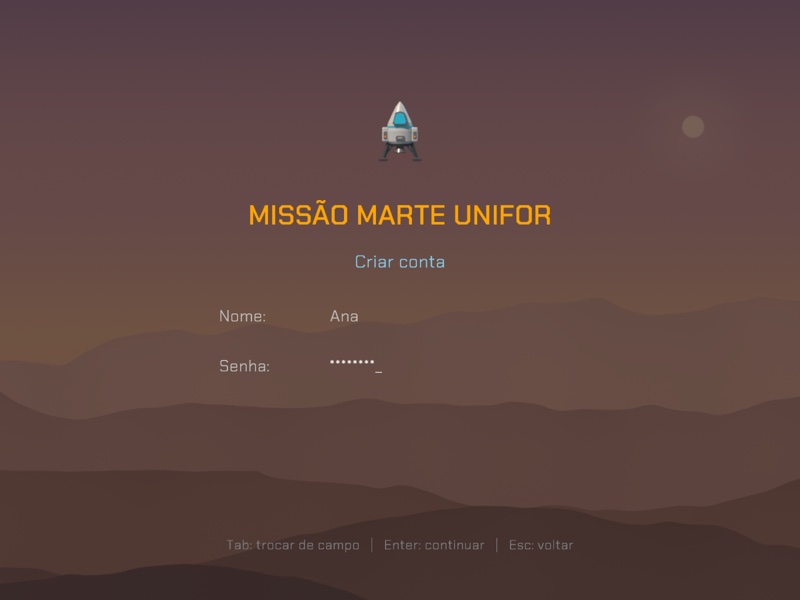 MISSÃO MARTE UNIFOR
Criar conta
Nome: Ana
Senha: ••••••••_
Tab: trocar de campo | Enter: continuar | Esc: voltar